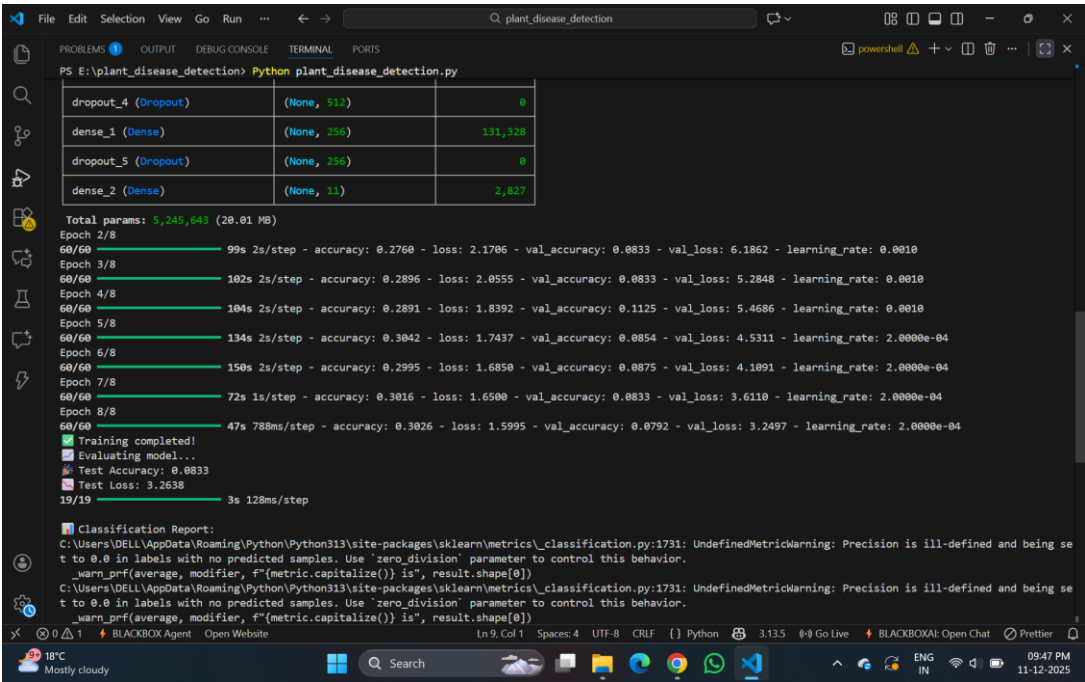 File Edit Selection View Go Run ··· plant_disease_detection
PROBLEMS 1 OUTPUT DEBUG CONSOLE TERMINAL PORTS powershell
PS E:\plant_disease_detection> Python plant_disease_detection.py
dropout_4 (Dropout) (None, 512) 0
dense_1 (Dense) (None, 256) 131,328
dropout_5 (Dropout) (None, 256) 0
dense_2 (Dense) (None, 11) 2,827
Total params: 5,245,643 (20.01 MB)
Epoch 2/8
60/60 99s 2s/step - accuracy: 0.2760 - loss: 2.1706 - val_accuracy: 0.0833 - val_loss: 6.1862 - learning_rate: 0.0010
Epoch 3/8
60/60 102s 2s/step - accuracy: 0.2896 - loss: 2.0555 - val_accuracy: 0.0833 - val_loss: 5.2848 - learning_rate: 0.0010
Epoch 4/8
60/60 104s 2s/step - accuracy: 0.2891 - loss: 1.8392 - val_accuracy: 0.1125 - val_loss: 5.4686 - learning_rate: 0.0010
Epoch 5/8
60/60 134s 2s/step - accuracy: 0.3042 - loss: 1.7437 - val_accuracy: 0.0854 - val_loss: 4.5311 - learning_rate: 2.0000e-04
Epoch 6/8
60/60 150s 2s/step - accuracy: 0.2995 - loss: 1.6850 - val_accuracy: 0.0875 - val_loss: 4.1091 - learning_rate: 2.0000e-04
Epoch 7/8
60/60 72s 1s/step - accuracy: 0.3016 - loss: 1.6500 - val_accuracy: 0.0833 - val_loss: 3.6110 - learning_rate: 2.0000e-04
Epoch 8/8
60/60 47s 788ms/step - accuracy: 0.3026 - loss: 1.5995 - val_accuracy: 0.0792 - val_loss: 3.2497 - learning_rate: 2.0000e-04
✅ Training completed!
📈 Evaluating model...
🎉 Test Accuracy: 0.0833
📉 Test Loss: 3.2638
19/19 3s 128ms/step
📊 Classification Report:
C:\Users\DELL\AppData\Roaming\Python\Python313\site-packages\sklearn\metrics\_classification.py:1731: UndefinedMetricWarning: Precision is ill-defined and being se
t to 0.0 in labels with no predicted samples. Use `zero_division` parameter to control this behavior.
_warn_prf(average, modifier, f"{metric.capitalize()} is", result.shape[0])
C:\Users\DELL\AppData\Roaming\Python\Python313\site-packages\sklearn\metrics\_classification.py:1731: UndefinedMetricWarning: Precision is ill-defined and being se
t to 0.0 in labels with no predicted samples. Use `zero_division` parameter to control this behavior.
_warn_prf(average, modifier, f"{metric.capitalize()} is", result.shape[0])
0 1 BLACKBOX Agent Open Website Ln 9, Col 1 Spaces: 4 UTF-8 CRLF { } Python 3.13.5 Go Live BLACKBOXAI: Open Chat Prettier
9+ 18°C Search ENG 09:47 PM
Mostly cloudy IN 11-12-2025